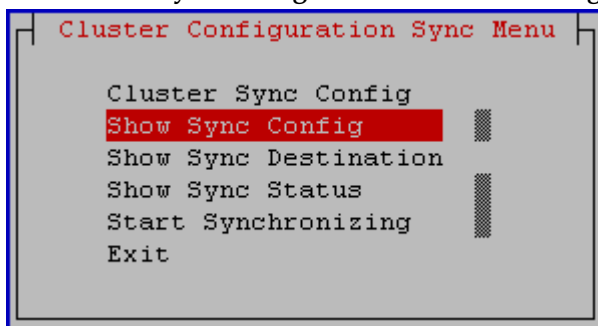 Cluster Configuration Sync Menu
Cluster Sync Config
Show Sync Config
Show Sync Destination
Show Sync Status
Start Synchronizing
Exit